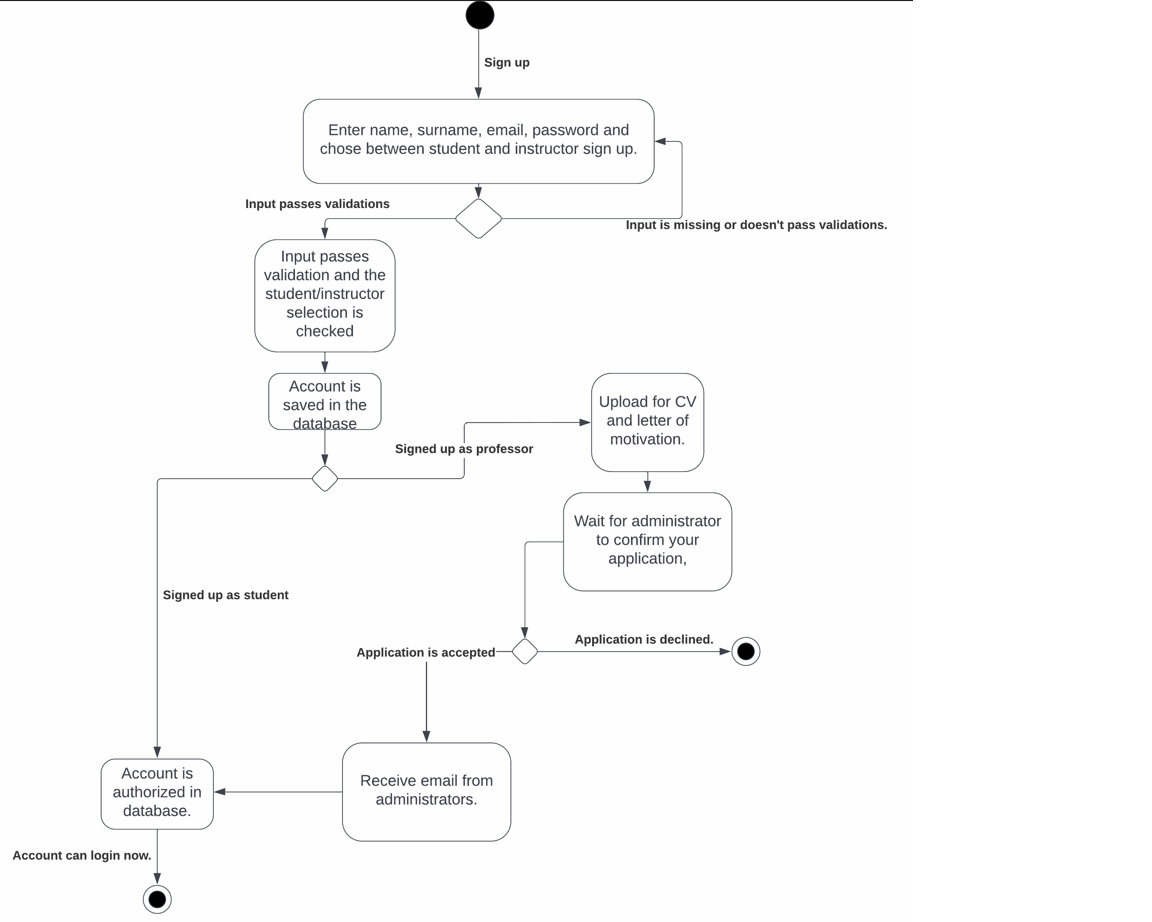 Sign up
Enter name, surname, email, password and
chose between student and instructor sign up.
Input passes validations
Input is missing or doesn't pass validations.
Input passes
validation and the
student/instructor
selection is
checked
Account is
saved in the
database
Upload for CV
and letter of
motivation.
Signed up as professor
Wait for administrator
to confirm your
application,
Signed up as student
Application is declined.
Application is accepted
Account is
authorized in
database.
Receive email from
administrators.
Account can login now.